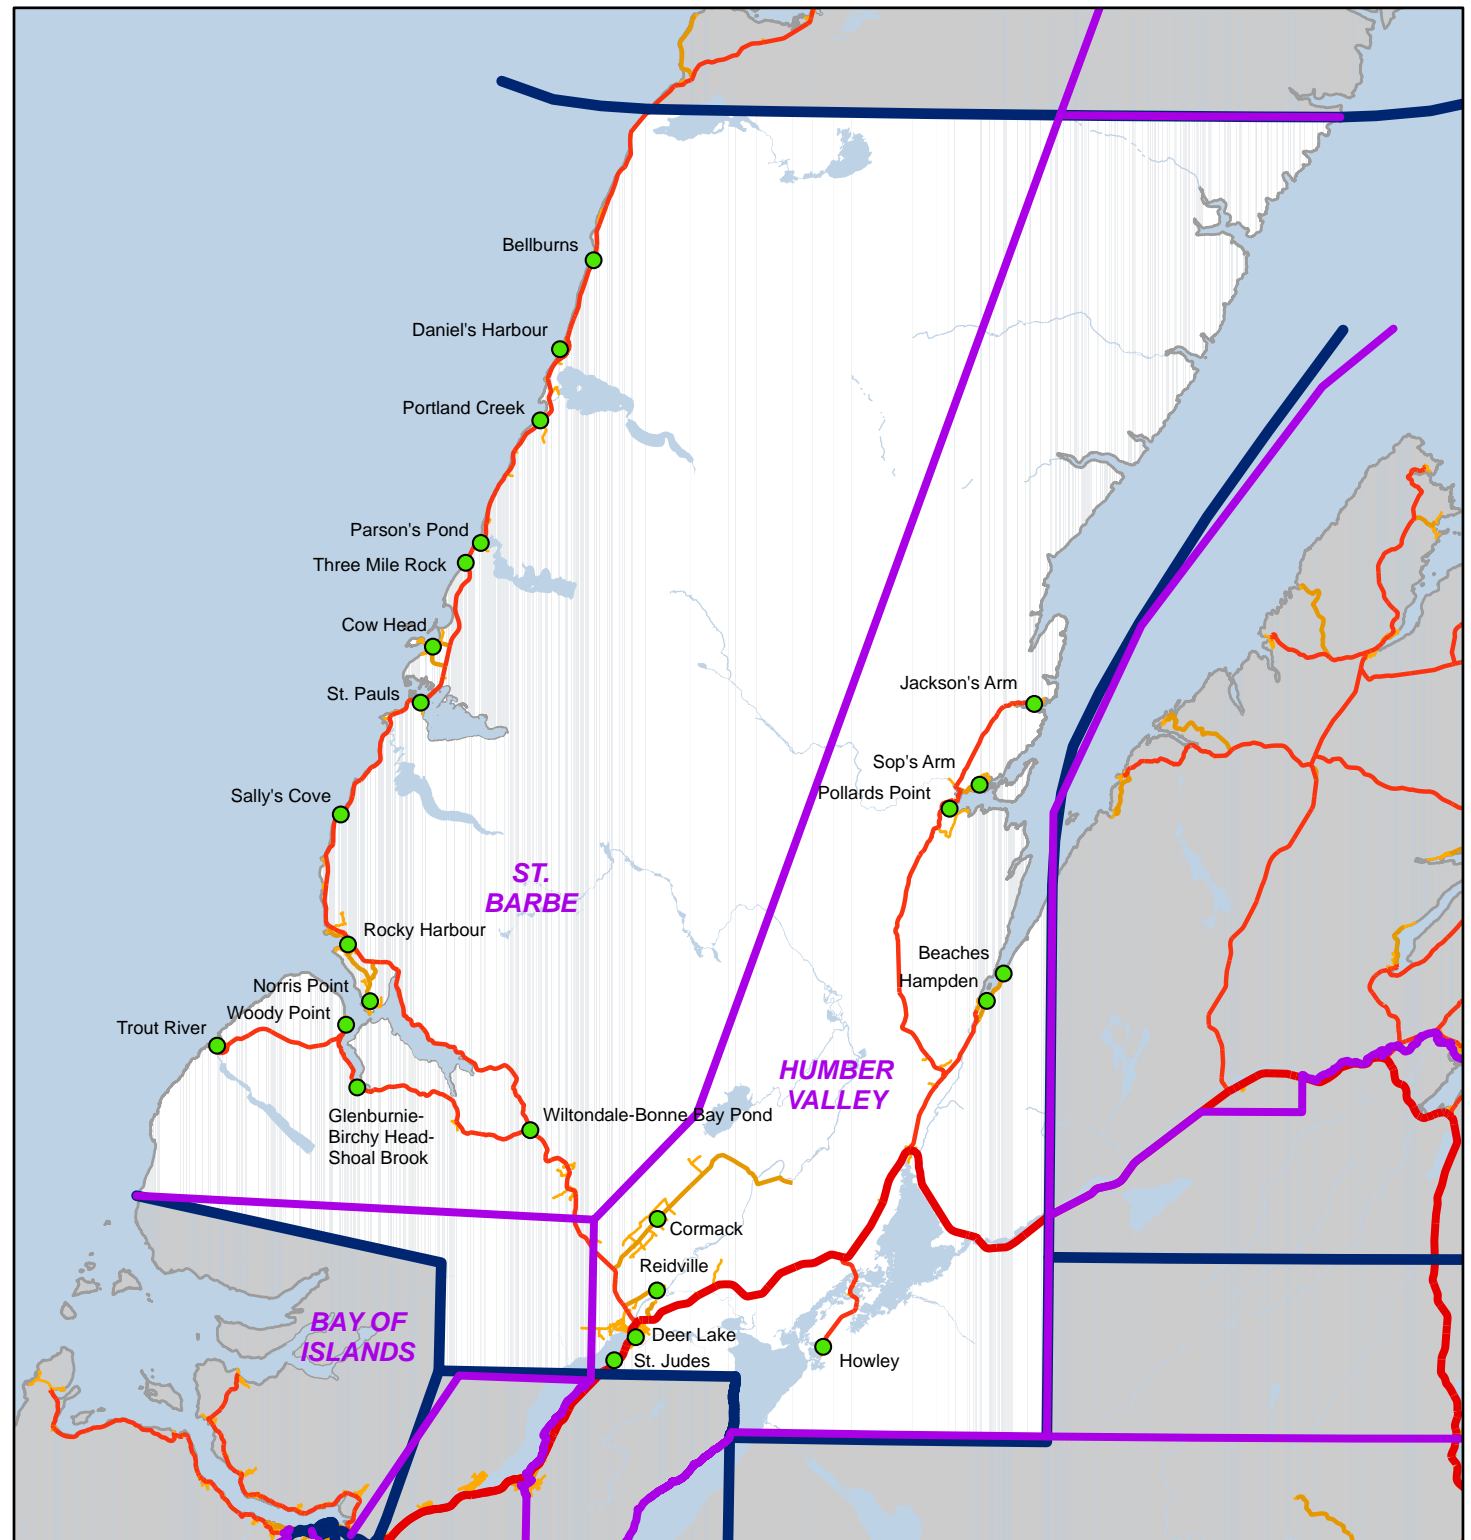 Bellburns
Daniel's Harbour
Portland Creek
Parson's Pond
Three Mile Rock
Cow Head
St. Pauls
Jackson's Arm
Sop's Arm
Pollards Point
Sally's Cove
ST.
BARBE
Rocky Harbour
Beaches
Hampden
Norris Point
Woody Point
Trout River
HUMBER
VALLEY
Glenburnie-
Birchy Head-
Shoal Brook
Wiltondale-Bonne Bay Pond
Cormack
Reidville
BAY OF
ISLANDS
Deer Lake
St. Judes
Howley